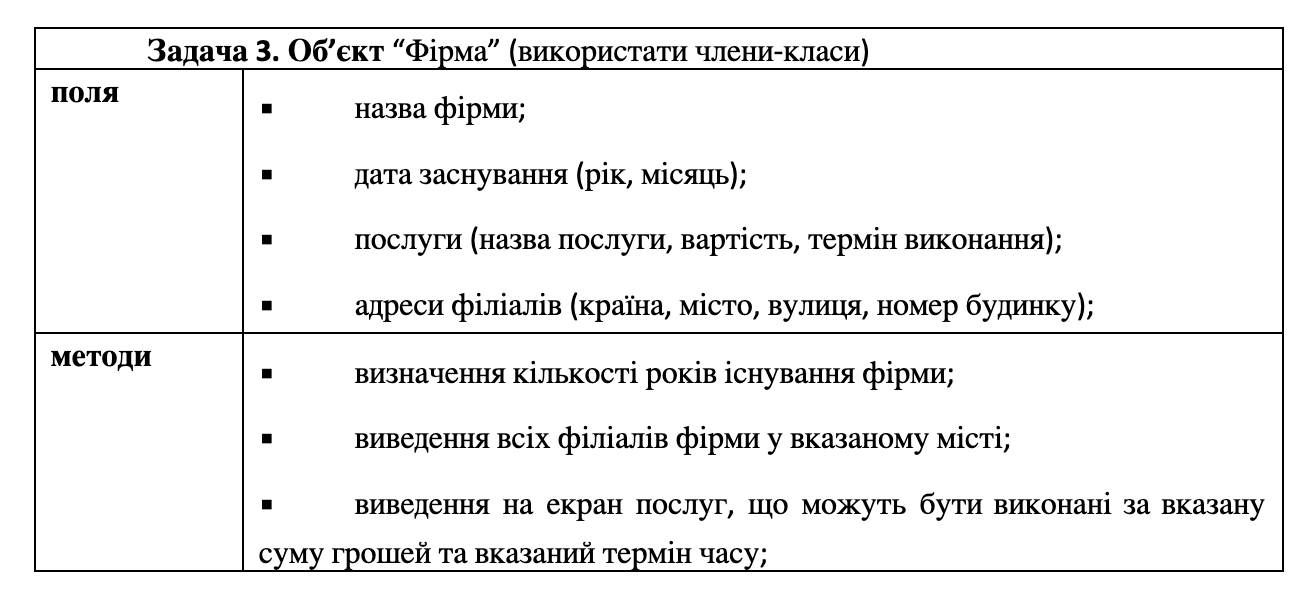 Задача 3. Об’єкт “Фірма” (використати члени-класи)
поля
▪ назва фірми;
▪ дата заснування (рік, місяць);
▪ послуги (назва послуги, вартість, термін виконання);
▪ адреси філіалів (країна, місто, вулиця, номер будинку);
методи
▪ визначення кількості років існування фірми;
▪ виведення всіх філіалів фірми у вказаному місті;
▪ виведення на екран послуг, що можуть бути виконані за вказану
суму грошей та вказаний термін часу;